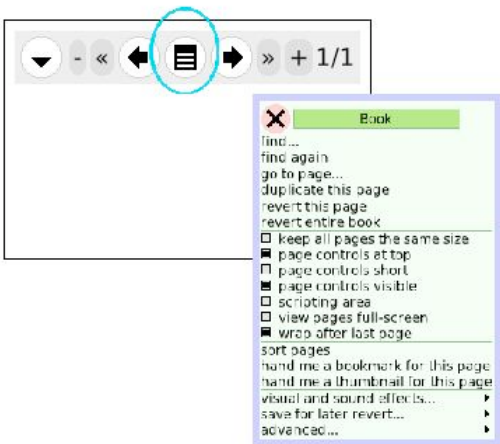 - « » + 1/1
Book
find...
find again
go to page...
duplicate this page
revert this page
revert entire book
keep all pages the same size
page controls at top
page controls short
page controls visible
scripting area
view pages full-screen
wrap after last page
sort pages
hand me a bookmark for this page
hand me a thumbnail for this page
visual and sound effects...
save for later revert...
advanced...